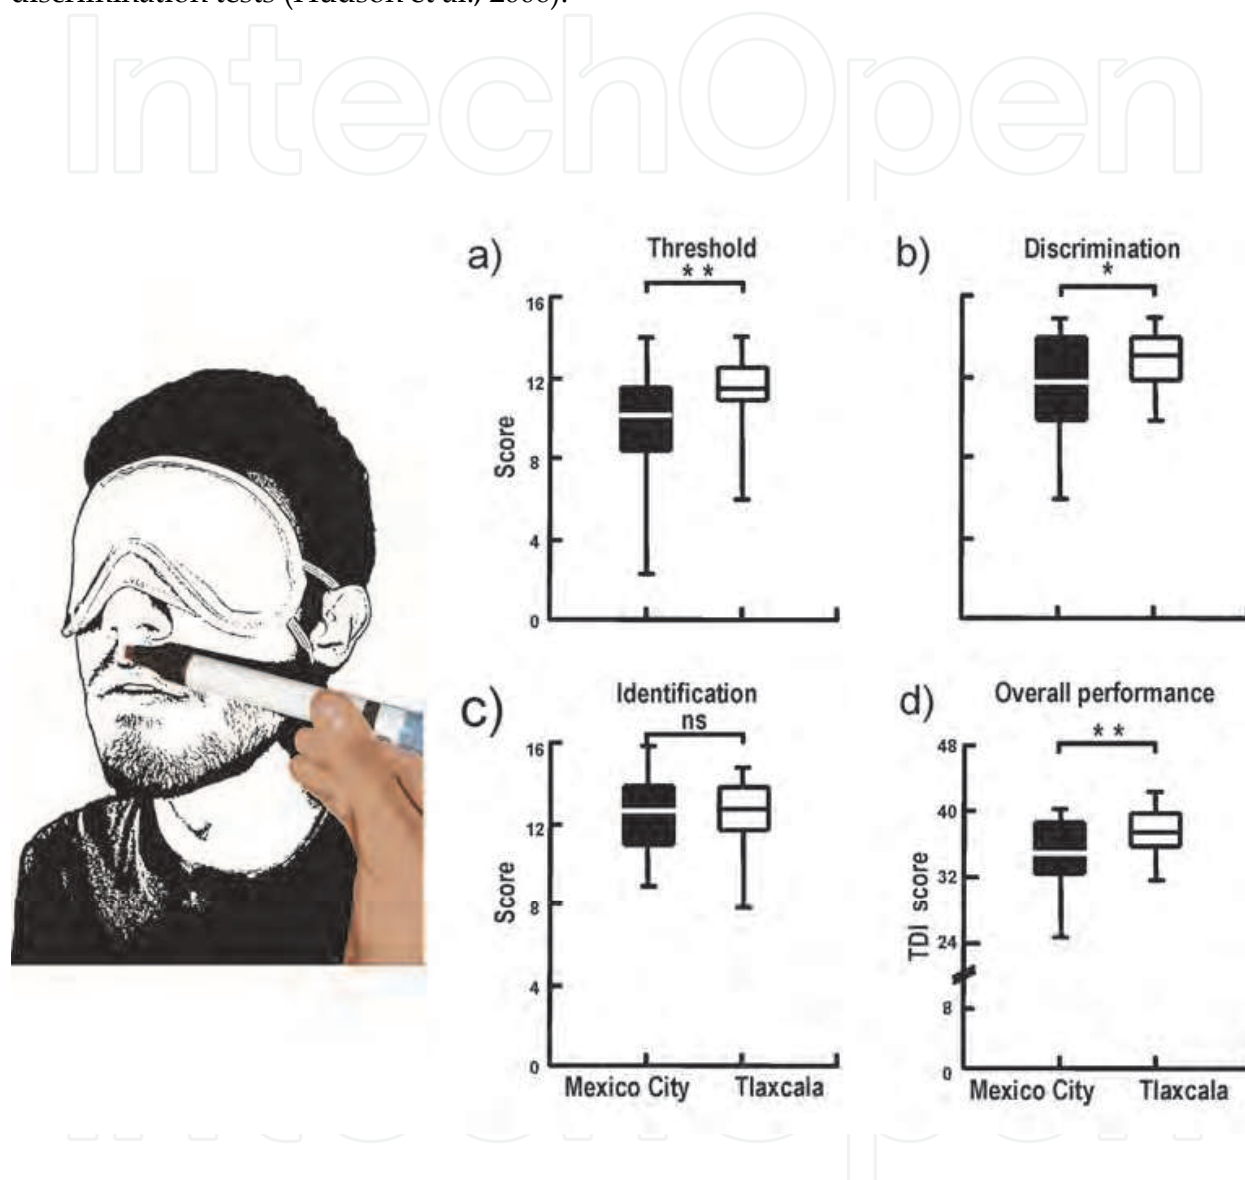 discrimination tests (Hudson et al., 2006).
IntechOpen
a) Threshold
* *
16
12
8
4
0
Score
b) Discrimination
*
c) Identification
ns
16
12
8
4
0
Score
Mexico City Tlaxcala
d) Overall performance
* *
48
40
32
24
8
0
TDI score
Mexico City Tlaxcala
IntechOpen